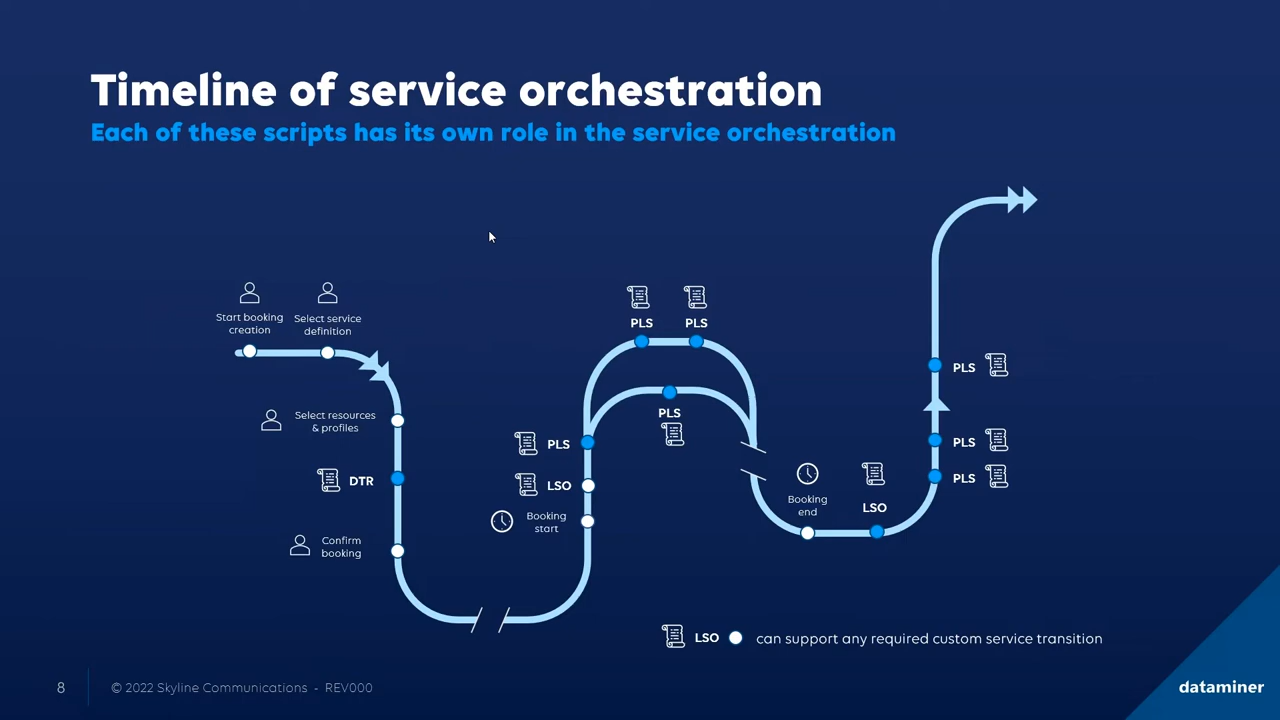 Timeline of service orchestration
Each of these scripts has its own role in the service orchestration
Start booking
creation
Select service
definition
Select resources
& profiles
DTR
Confirm
booking
PLS
LSO
Booking
start
PLS
PLS
PLS
Booking
end
LSO
PLS
PLS
PLS
LSO
can support any required custom service transition
8
© 2022 Skyline Communications - REV000
dataminer